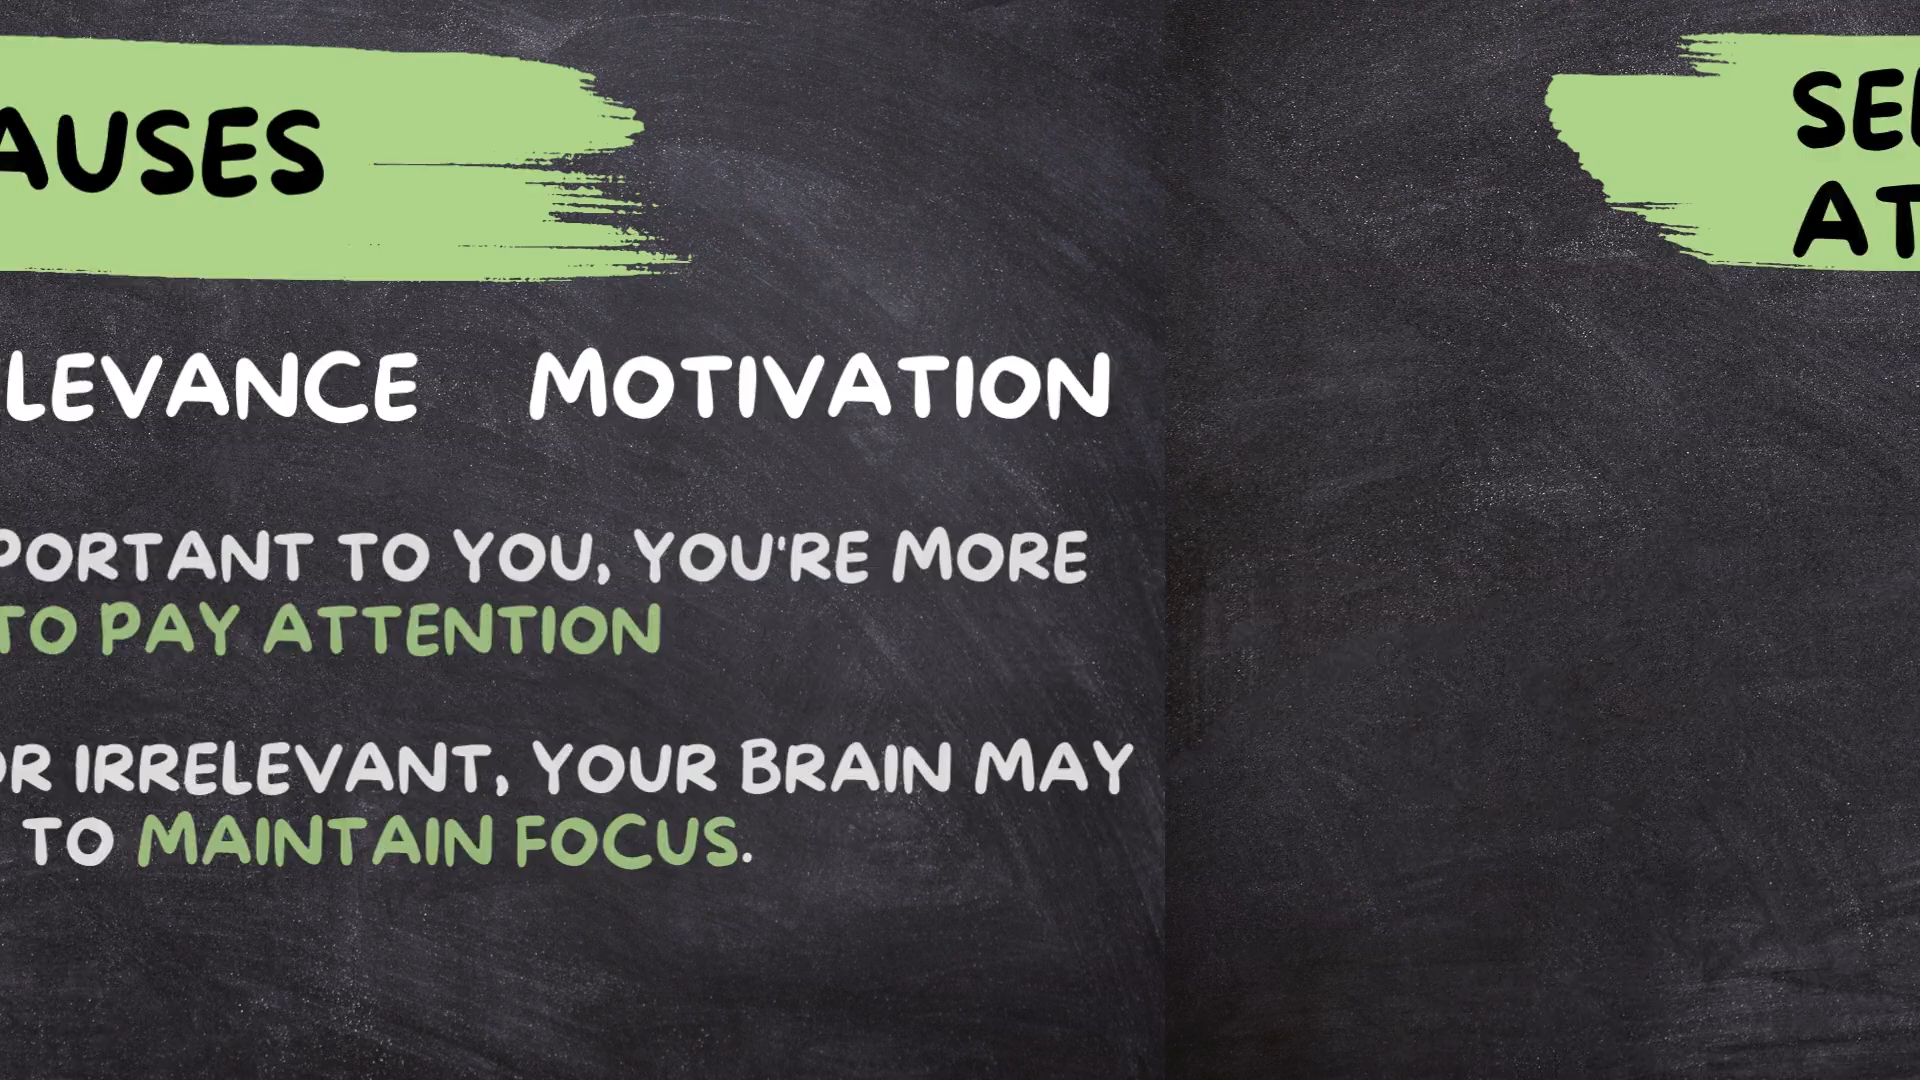 AUSES
LEVANCE MOTIVATION
PORTANT TO YOU, YOU'RE MORE
TO PAY ATTENTION
OR IRRELEVANT, YOUR BRAIN MAY
TO MAINTAIN FOCUS.
SE
AT